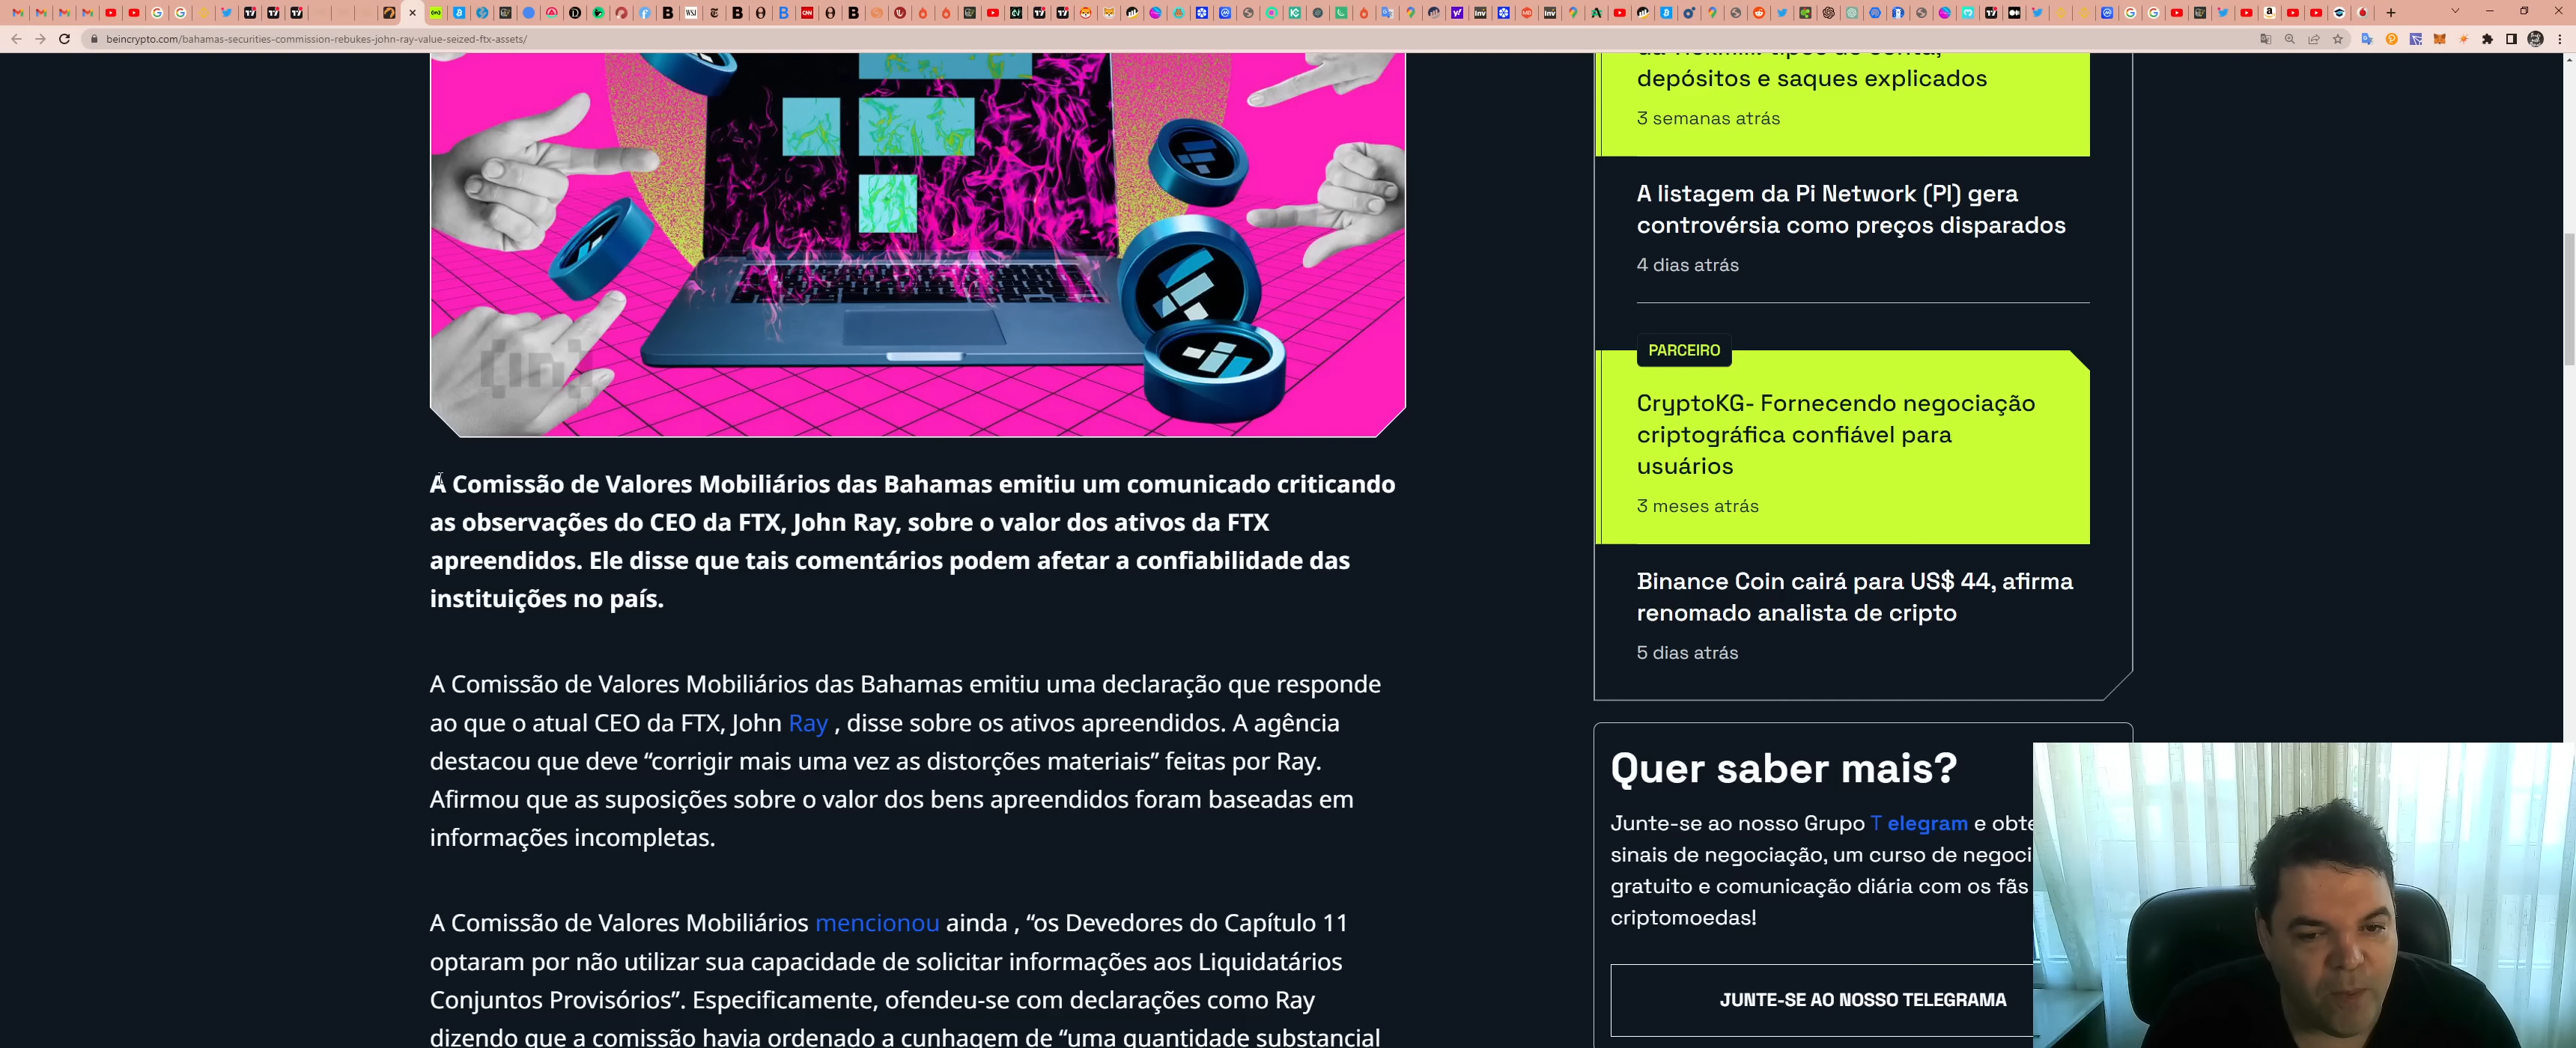 beincrypto.com/bahamas-securities-commission-rebukes-john-ray-value-seized-ftx-assets/
depósitos e saques explicados
3 semanas atrás
A listagem da Pi Network (PI) gera
controvérsia como preços disparados
4 dias atrás
PARCEIRO
CryptoKG- Fornecendo negociação
criptográfica confiável para
usuários
3 meses atrás
Binance Coin cairá para US$ 44, afirma
renomado analista de cripto
5 dias atrás
A Comissão de Valores Mobiliários das Bahamas emitiu um comunicado criticando
as observações do CEO da FTX, John Ray, sobre o valor dos ativos da FTX
apreendidos. Ele disse que tais comentários podem afetar a confiabilidade das
instituições no país.
A Comissão de Valores Mobiliários das Bahamas emitiu uma declaração que responde
ao que o atual CEO da FTX, John Ray , disse sobre os ativos apreendidos. A agência
destacou que deve “corrigir mais uma vez as distorções materiais” feitas por Ray.
Afirmou que as suposições sobre o valor dos bens apreendidos foram baseadas em
informações incompletas.
A Comissão de Valores Mobiliários mencionou ainda , “os Devedores do Capítulo 11
optaram por não utilizar sua capacidade de solicitar informações aos Liquidatários
Conjuntos Provisórios”. Especificamente, ofendeu-se com declarações como Ray
dizendo que a comissão havia ordenado a cunhagem de “uma quantidade substancial
Quer saber mais?
Junte-se ao nosso Grupo T elegram e obte
sinais de negociação, um curso de negoci
gratuito e comunicação diária com os fãs
criptomoedas!
JUNTE-SE AO NOSSO TELEGRAMA